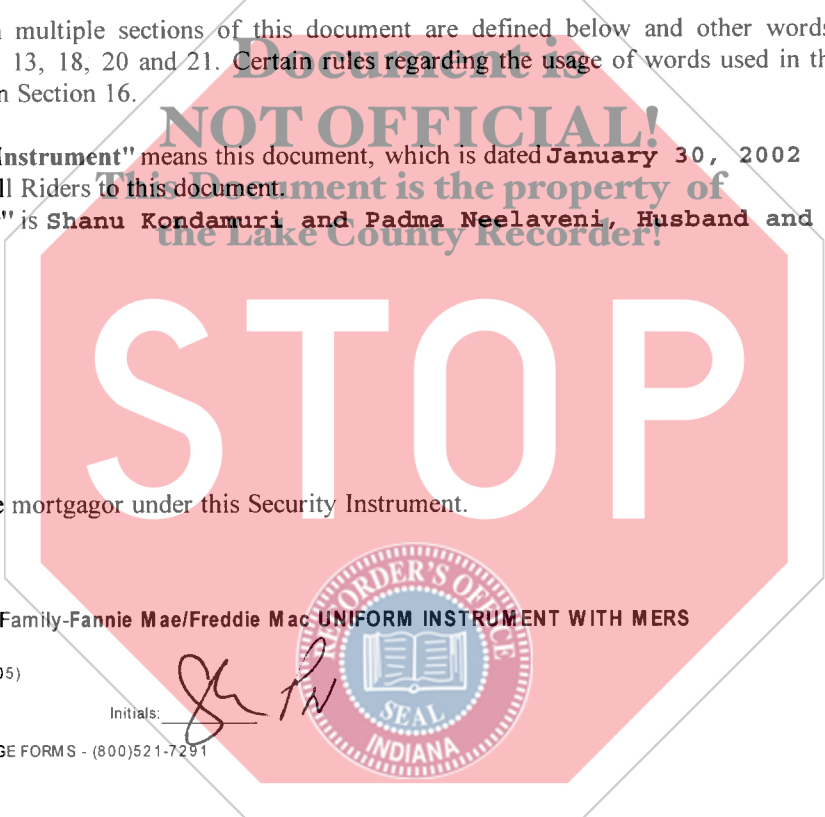 multiple sections of this document are defined below and other words
13, 18, 20 and 21. Certain rules regarding the usage of words used in th
n Section 16.
Document is
NOT OFFICIAL!
This Document is the property of
the Lake County Recorder!
Instrument" means this document, which is dated January 30, 2002
ll Riders to this document.
" is Shanu Kondamuri and Padma Neelaveni, Husband and
STOP
e mortgagor under this Security Instrument.
Family-Fannie Mae/Freddie Mac UNIFORM INSTRUMENT WITH MERS
05)
Initials:
GE FORMS - (800)521-7291
RECORDER'S OFFICE
SEAL
INDIANA